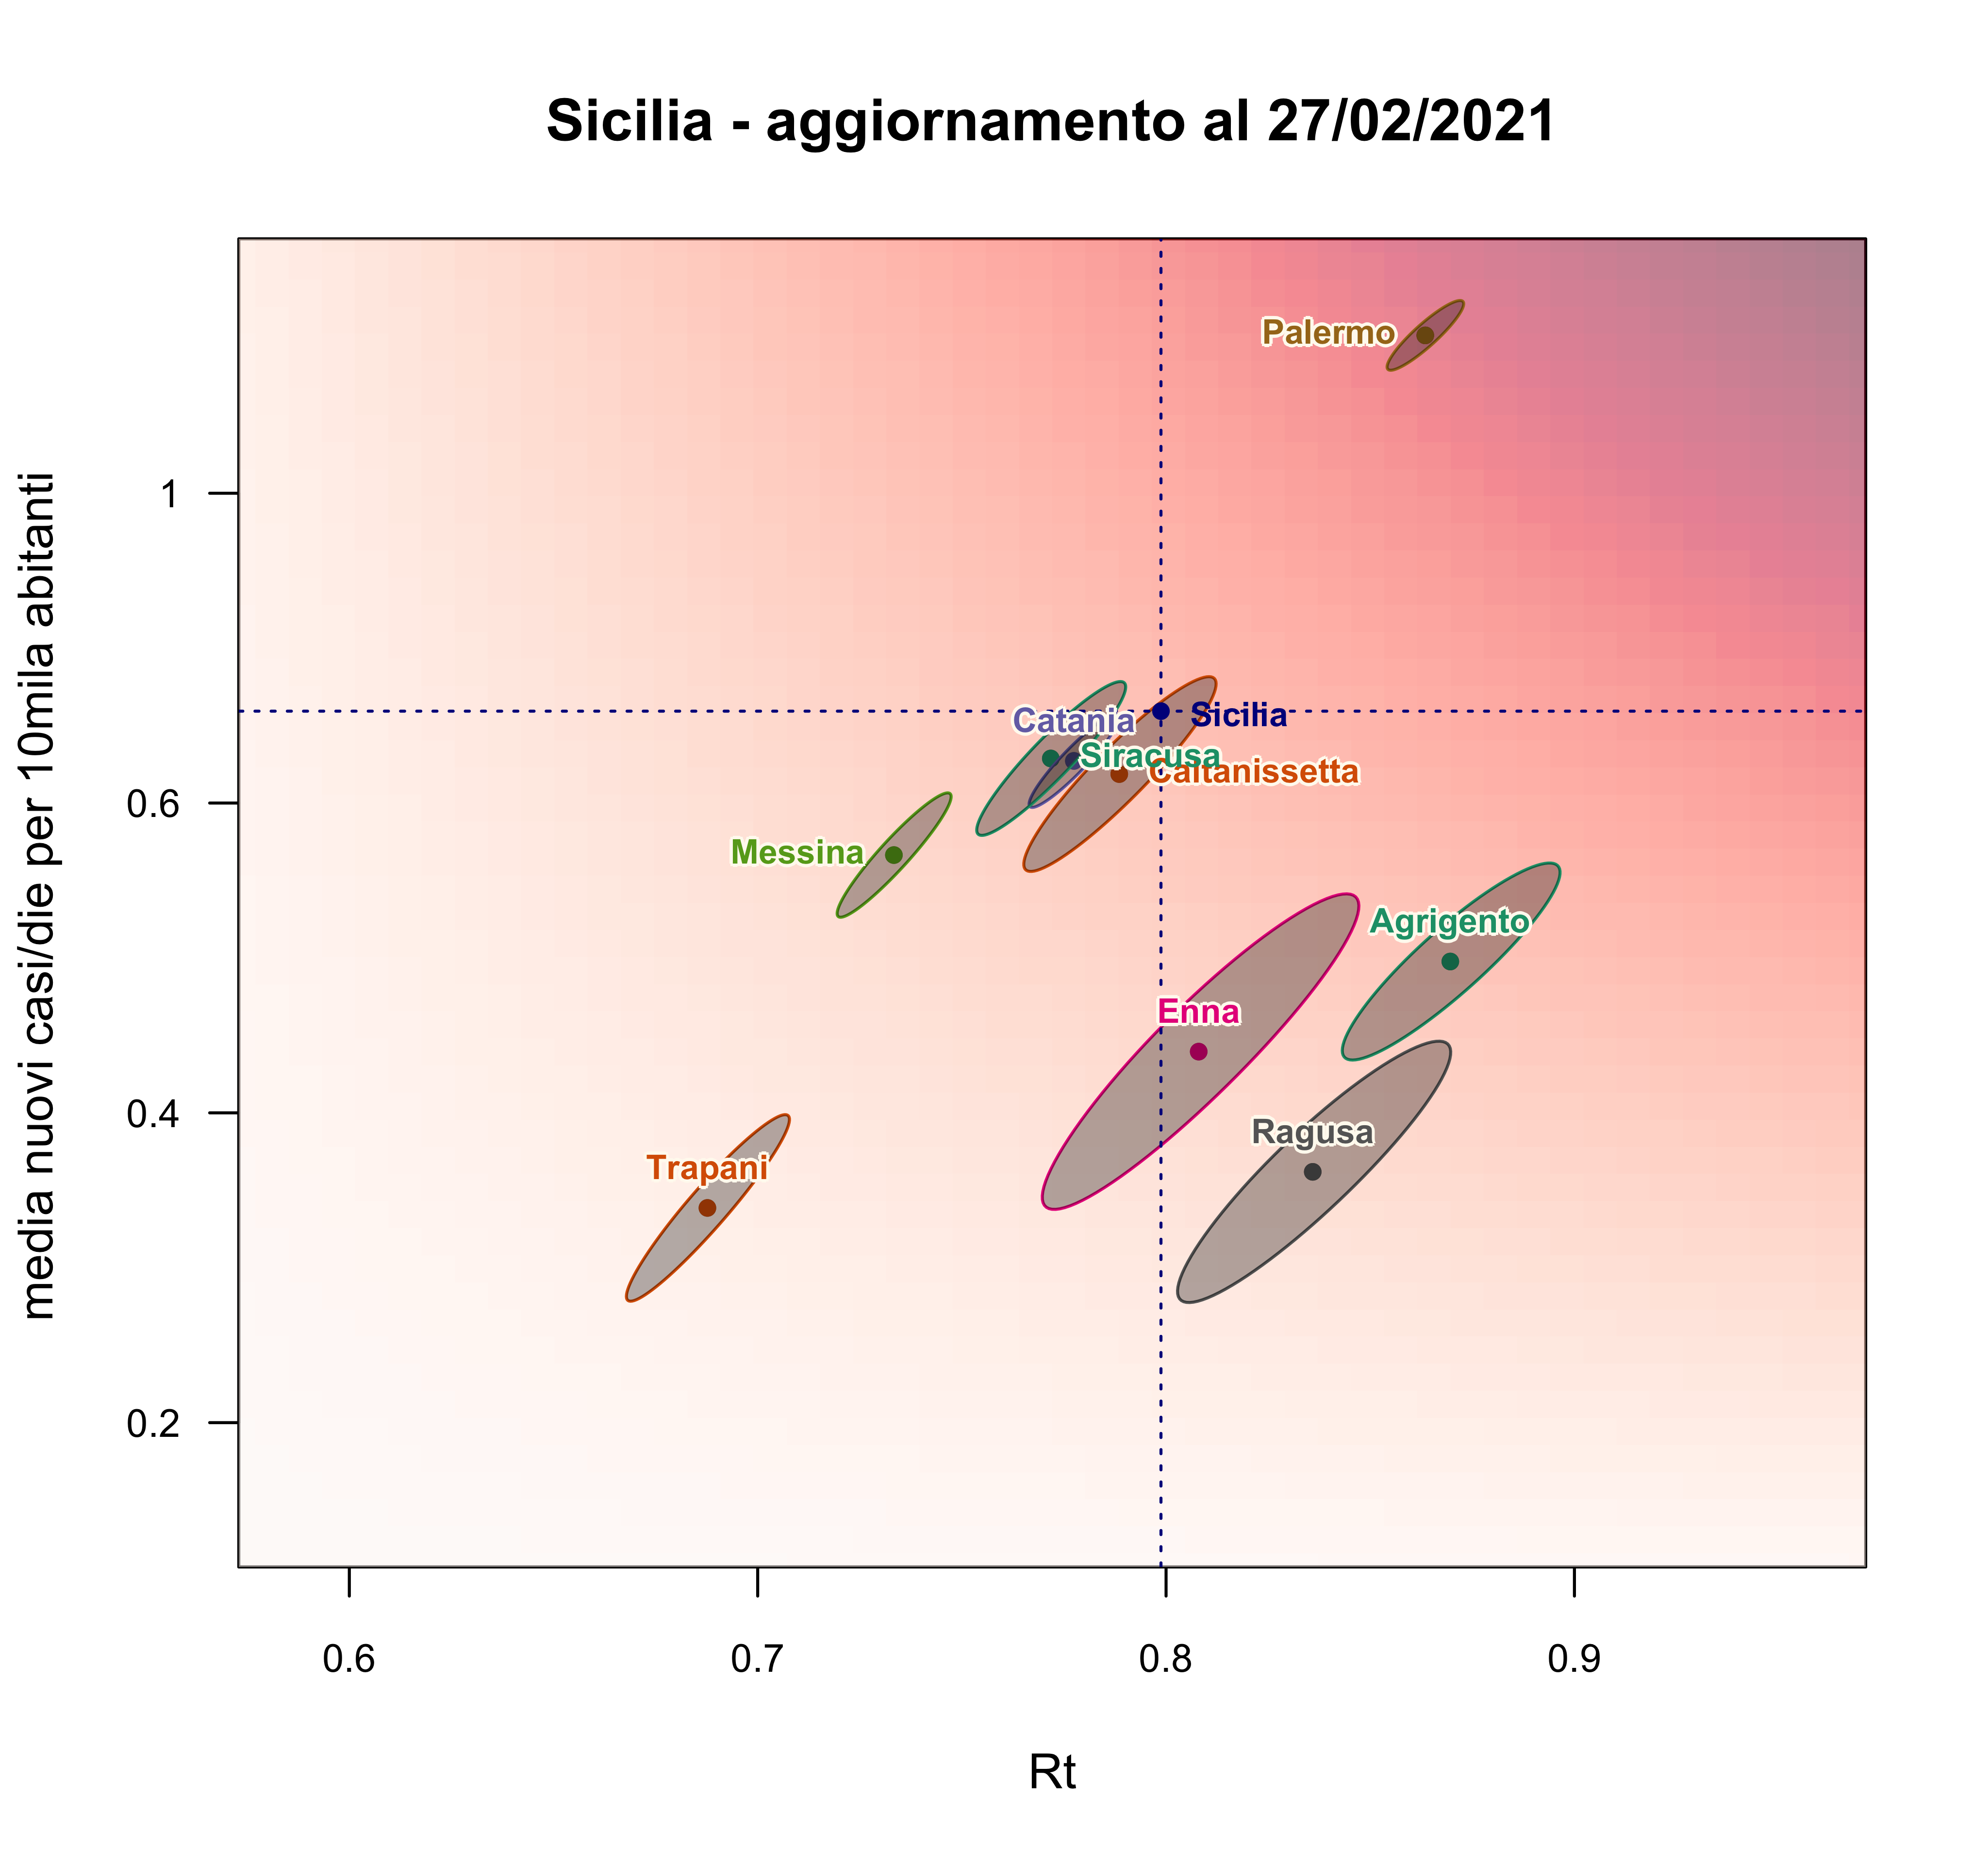 Sicilia - aggiornamento al 27/02/2021
media nuovi casi/die per 10mila abitanti
1
0.6
0.4
0.2
Palermo
Sicilia
Catania
Siracusa
Caltanissetta
Messina
Agrigento
Enna
Ragusa
Trapani
0.6
0.7
0.8
0.9
Rt